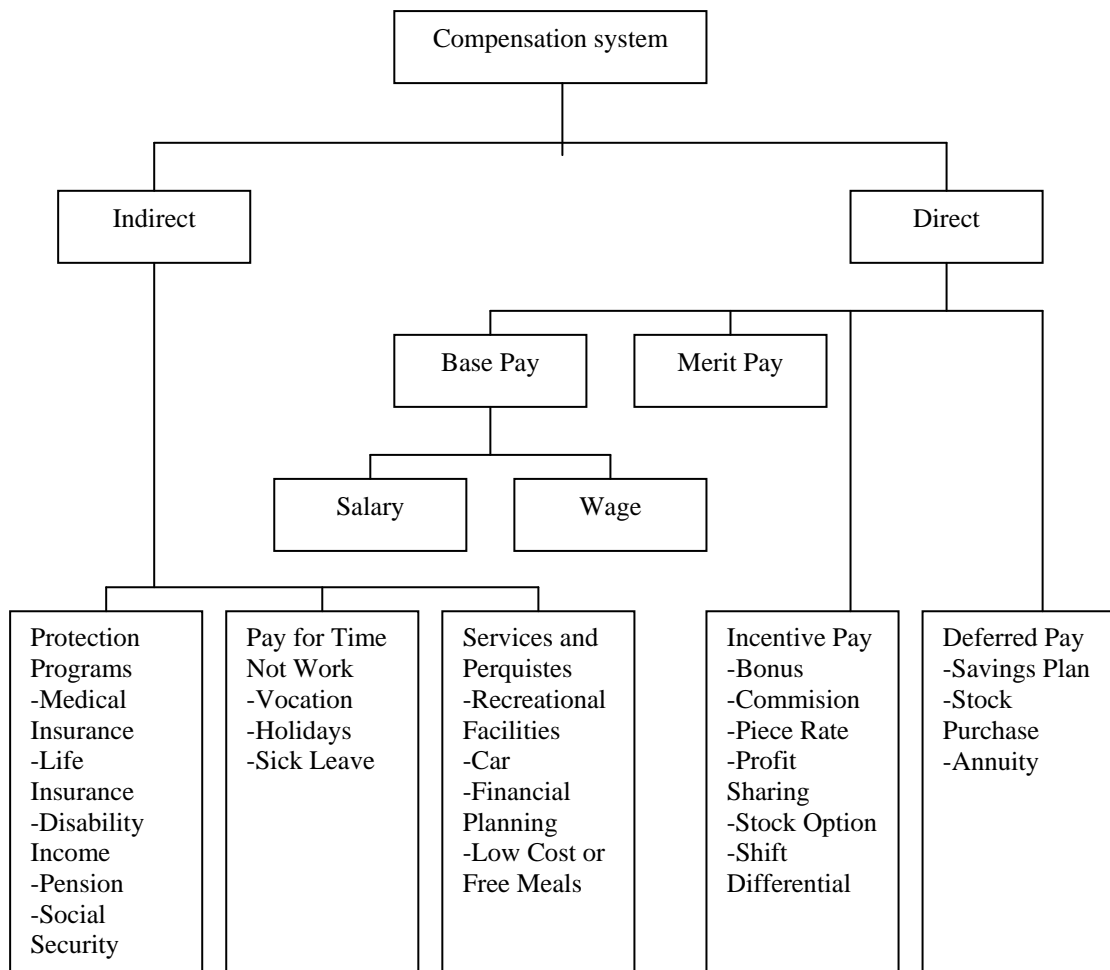 Compensation system
Indirect
Direct
Base Pay
Merit Pay
Salary
Wage
Protection
Programs
-Medical
Insurance
-Life
Insurance
-Disability
Income
-Pension
-Social
Security
Pay for Time
Not Work
-Vocation
-Holidays
-Sick Leave
Services and
Perquistes
-Recreational
Facilities
-Car
-Financial
Planning
-Low Cost or
Free Meals
Incentive Pay
-Bonus
-Commision
-Piece Rate
-Profit
Sharing
-Stock Option
-Shift
Differential
Deferred Pay
-Savings Plan
-Stock
Purchase
-Annuity